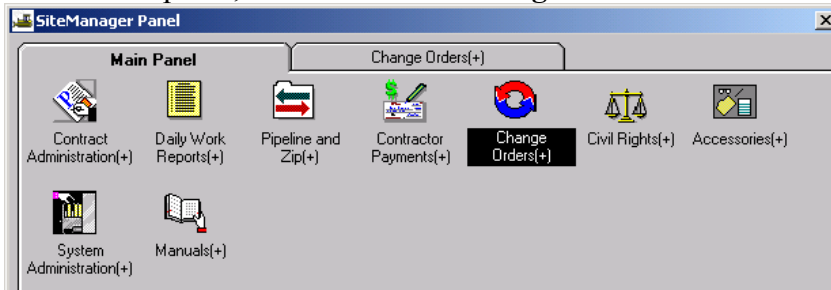 SiteManager Panel
Main Panel
Change Orders(+)
Contract
Administration(+)
Daily Work
Reports(+)
Pipeline and
Zip(+)
Contractor
Payments(+)
Change
Orders(+)
Civil Rights(+)
Accessories(+)
System
Administration(+)
Manuals(+)